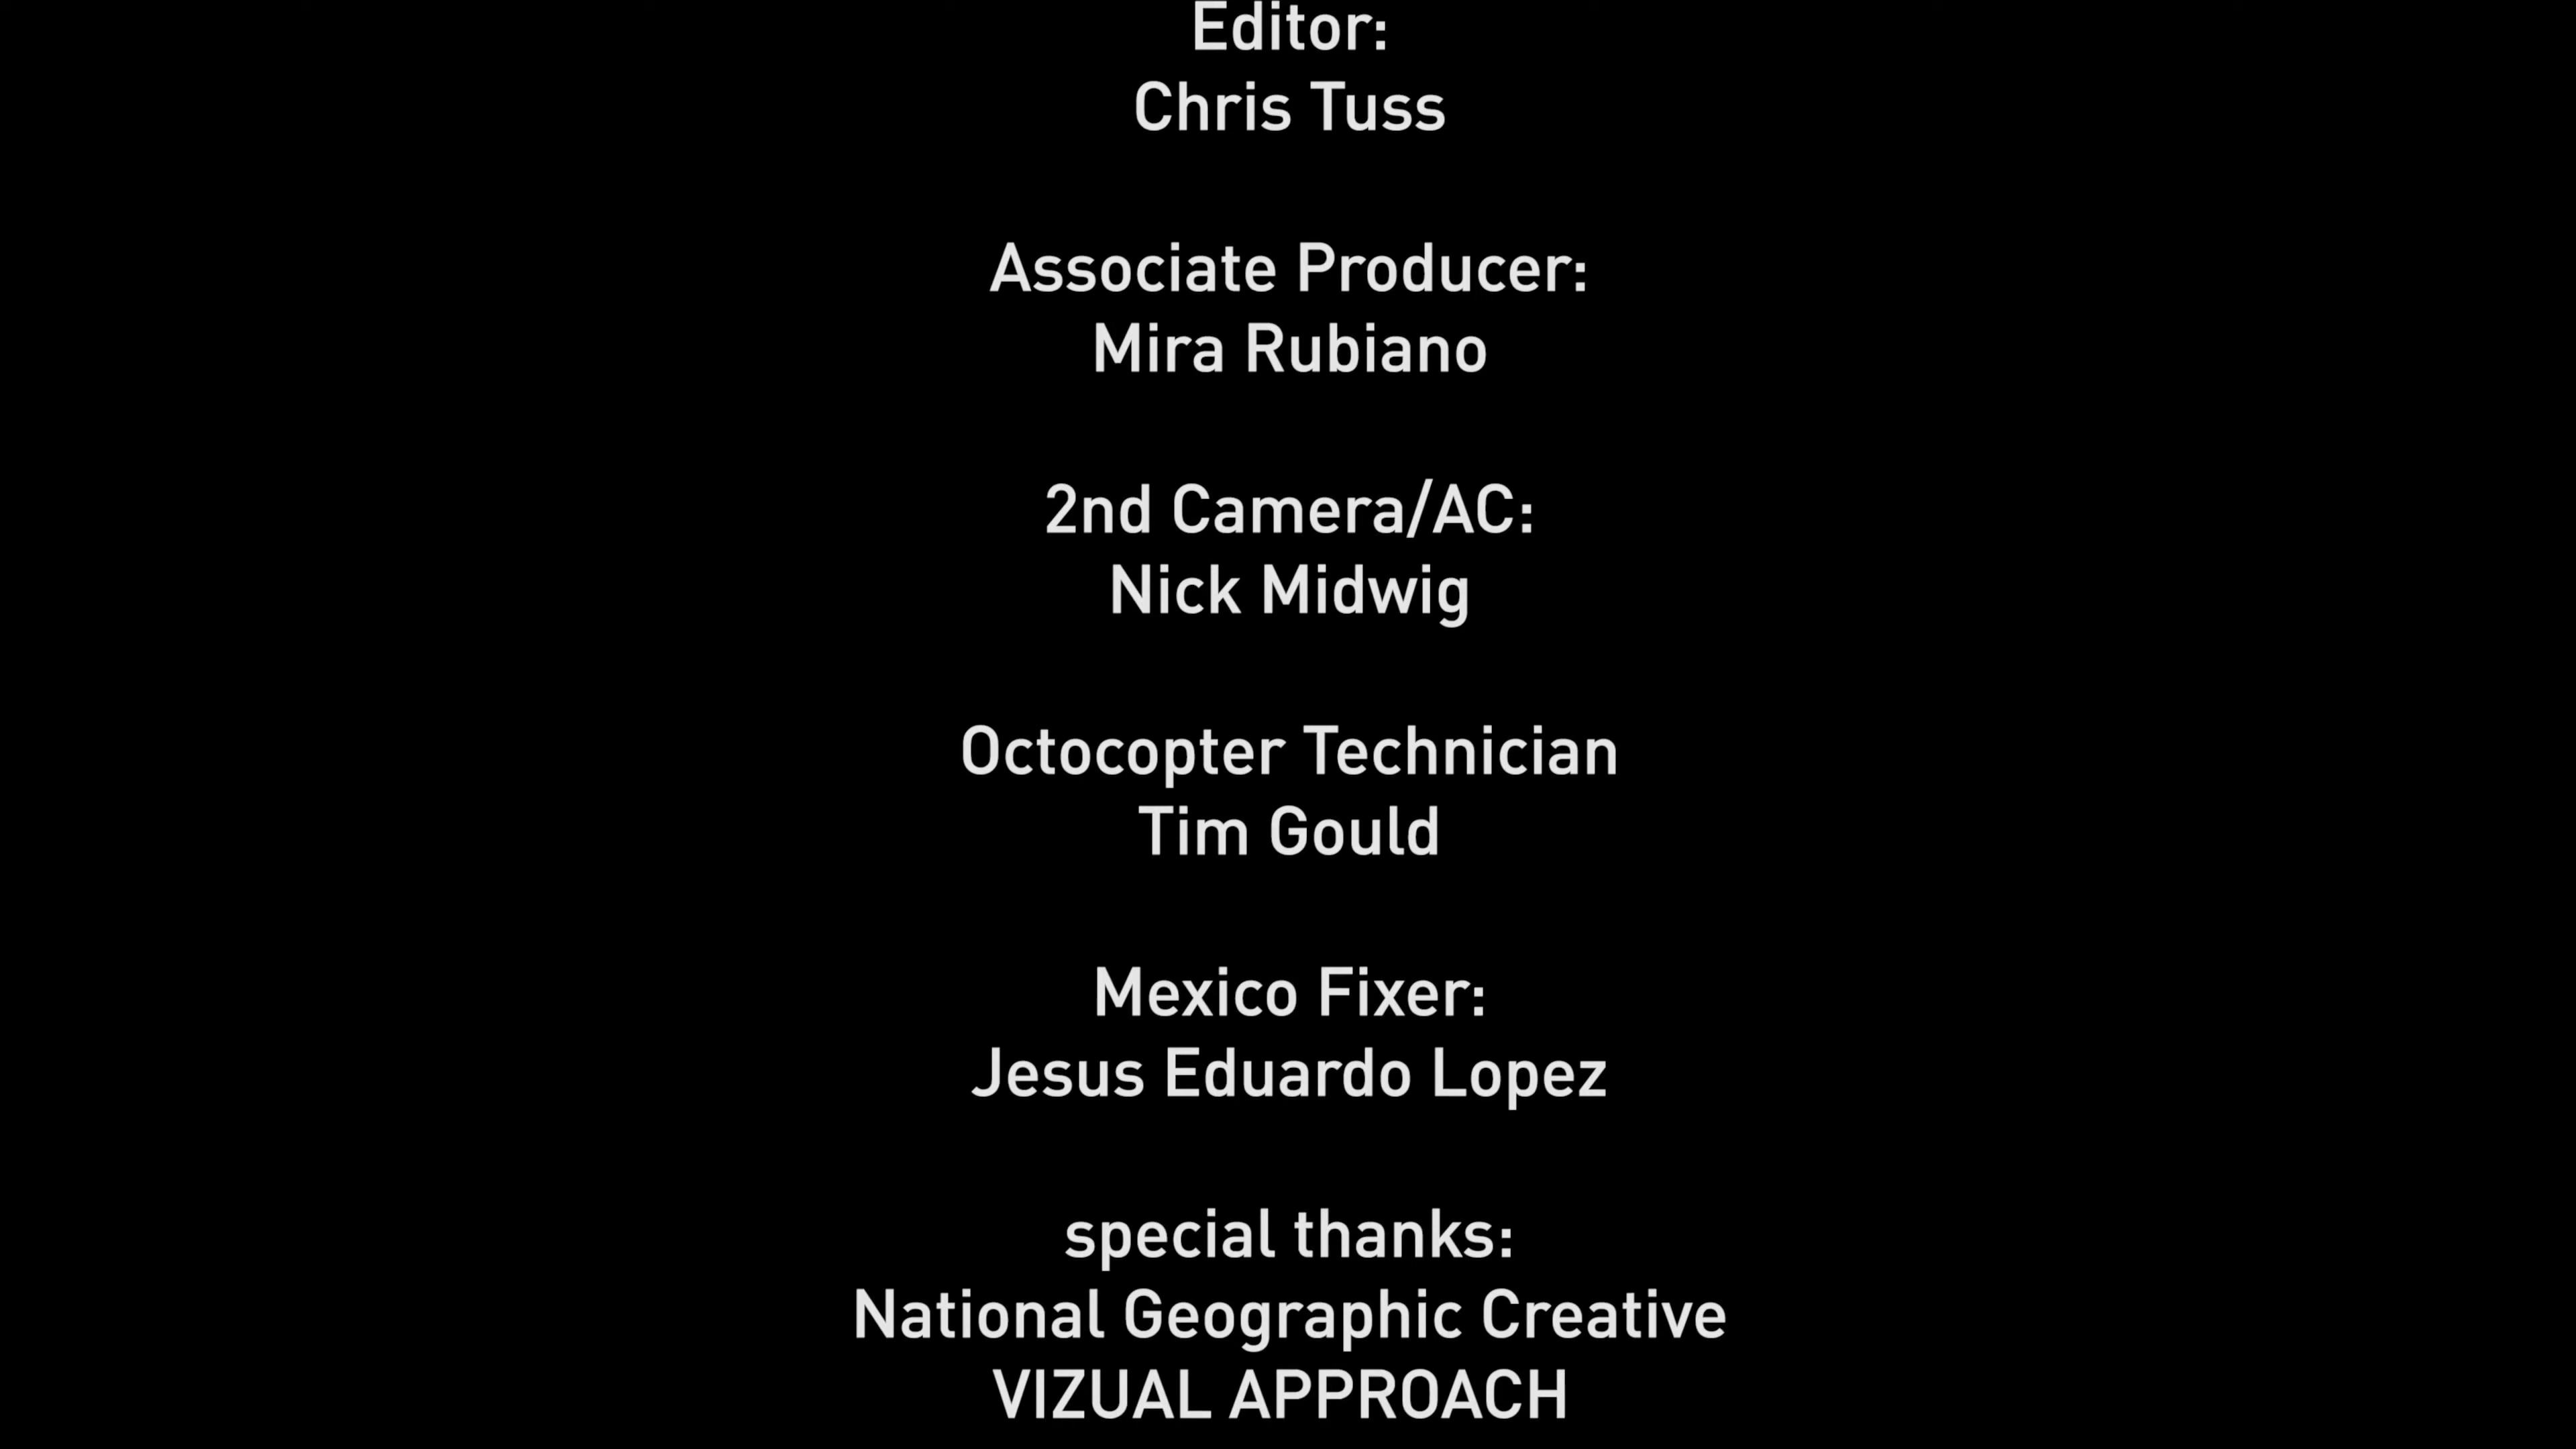 Editor:
Chris Tuss
Associate Producer:
Mira Rubiano
2nd Camera/AC:
Nick Midwig
Octocopter Technician
Tim Gould
Mexico Fixer:
Jesus Eduardo Lopez
special thanks:
National Geographic Creative
VIZUAL APPROACH